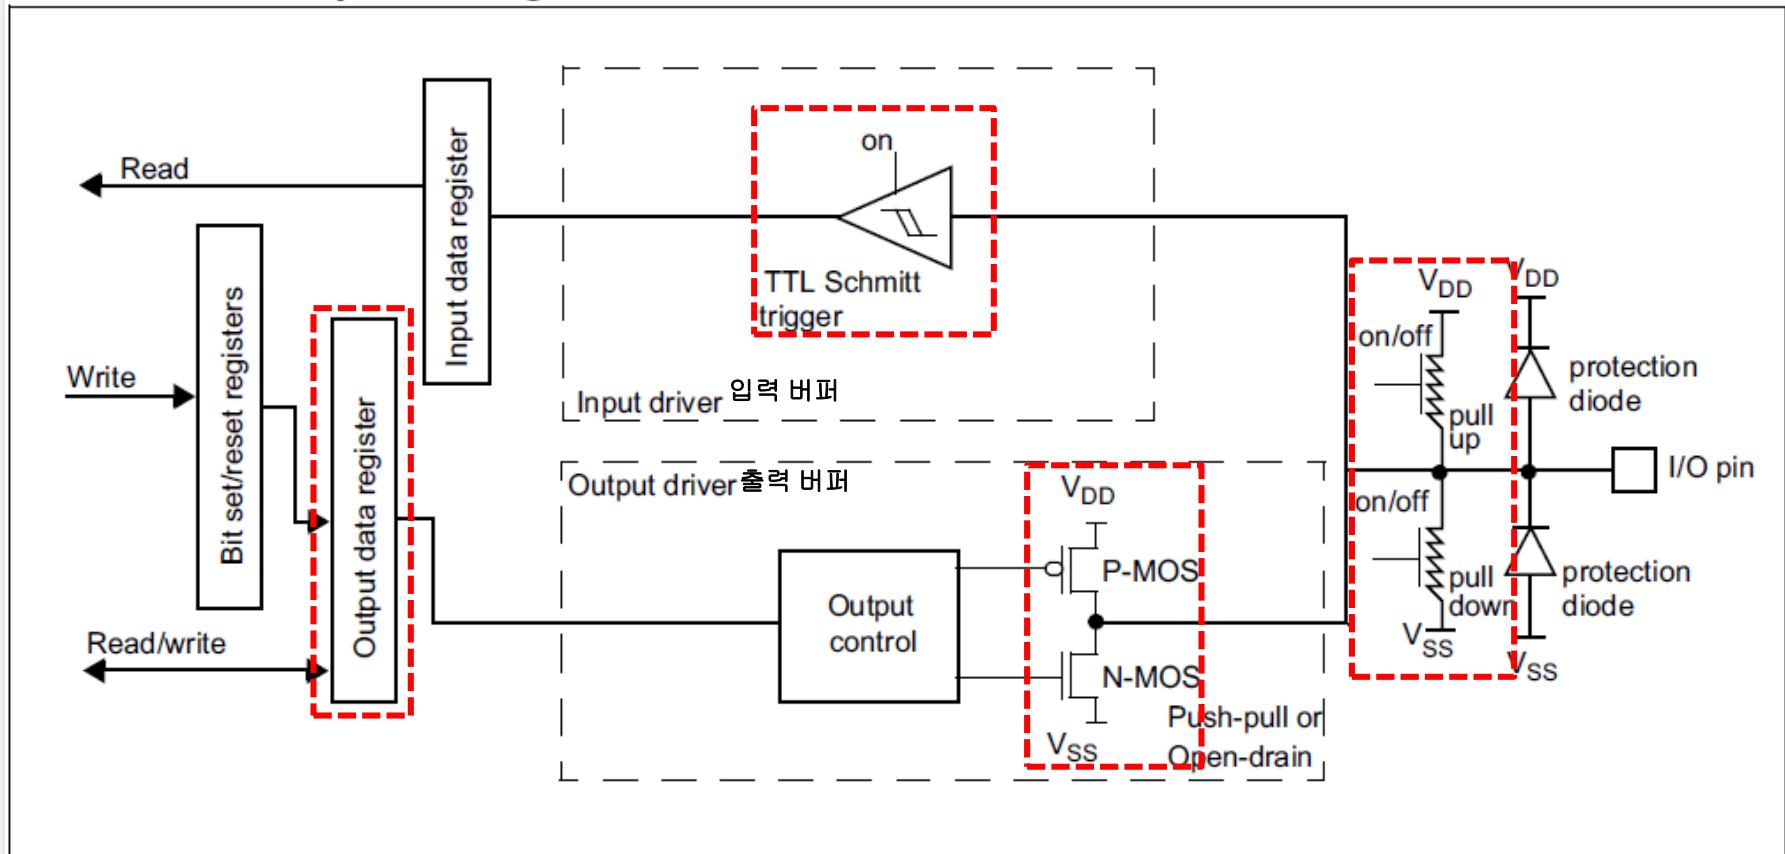 on
Read
Input data register
TTL Schmitt
trigger
Bit set/reset registers
Write
Output data register
Input driver 입력 버퍼
Read/write
Output driver 출력 버퍼
VDD
P-MOS
Output
control
N-MOS
VSS
Push-pull or
Open-drain
VDD
VDD
on/off
pull
up
protection
diode
I/O pin
on/off
pull
down
protection
diode
VSS
VSS